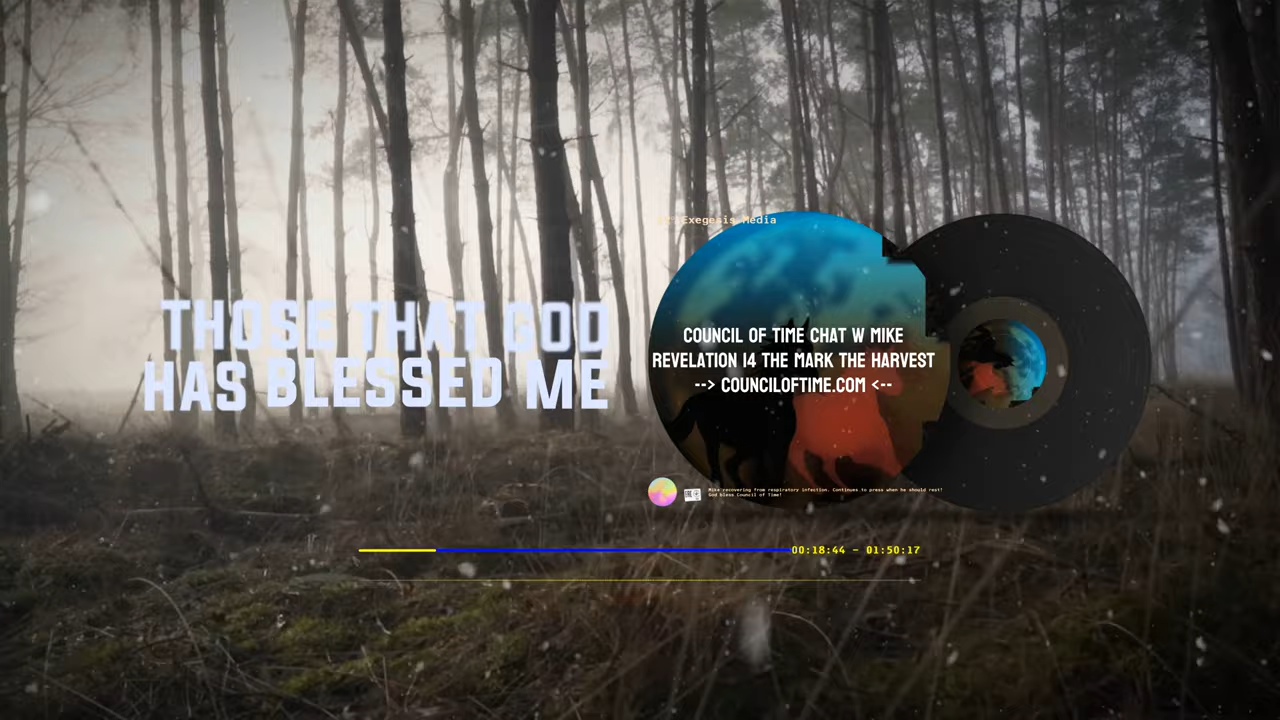 Exegesis Media
THOSE THAT GOD
HAS BLESSED ME
COUNCIL OF TIME CHAT W MIKE
REVELATION 14 THE MARK THE HARVEST
--> COUNCILOFTIME.COM <--
Mike recovering from respiratory infection. Continues to press when he should rest!
God bless Council of Time!
00:18:44 - 01:50:17